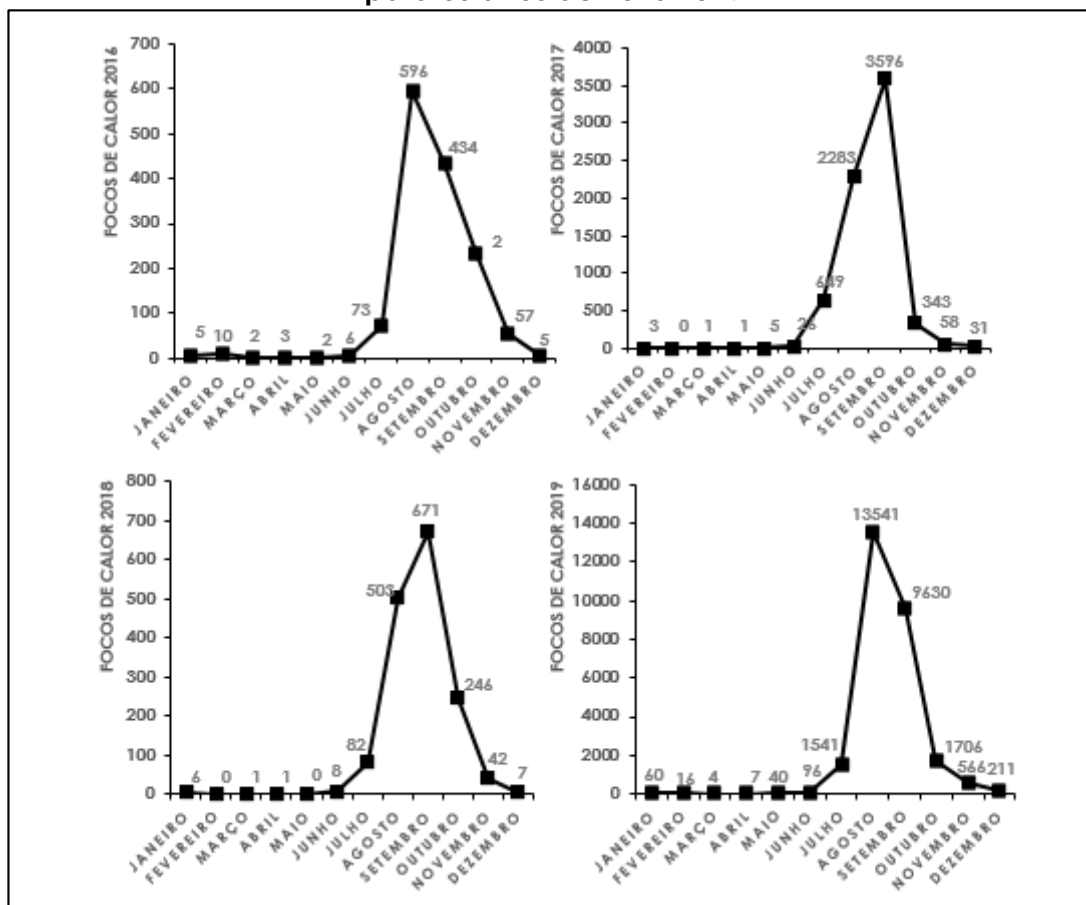 FOCOS DE CALOR 2016
700
600
500
400
300
200
100
0
5
10
2
3
2
6
73
596
434
2
57
5
JANEIRO
FEVEREIRO
MARÇO
ABRIL
MAIO
JUNHO
JULHO
AGOSTO
SETEMBRO
OUTUBRO
NOVEMBRO
DEZEMBRO
FOCOS DE CALOR 2017
4000
3500
3000
2500
2000
1500
1000
500
0
3
0
1
1
5
26
649
2283
3596
343
58
31
JANEIRO
FEVEREIRO
MARÇO
ABRIL
MAIO
JUNHO
JULHO
AGOSTO
SETEMBRO
OUTUBRO
NOVEMBRO
DEZEMBRO
FOCOS DE CALOR 2018
800
700
600
500
400
300
200
100
0
6
0
1
1
0
8
82
503
671
246
42
7
JANEIRO
FEVEREIRO
MARÇO
ABRIL
MAIO
JUNHO
JULHO
AGOSTO
SETEMBRO
OUTUBRO
NOVEMBRO
DEZEMBRO
FOCOS DE CALOR 2019
16000
14000
12000
10000
8000
6000
4000
2000
0
60
16
4
7
40
96
1541
13541
9630
1706
566
211
JANEIRO
FEVEREIRO
MARÇO
ABRIL
MAIO
JUNHO
JULHO
AGOSTO
SETEMBRO
OUTUBRO
NOVEMBRO
DEZEMBRO